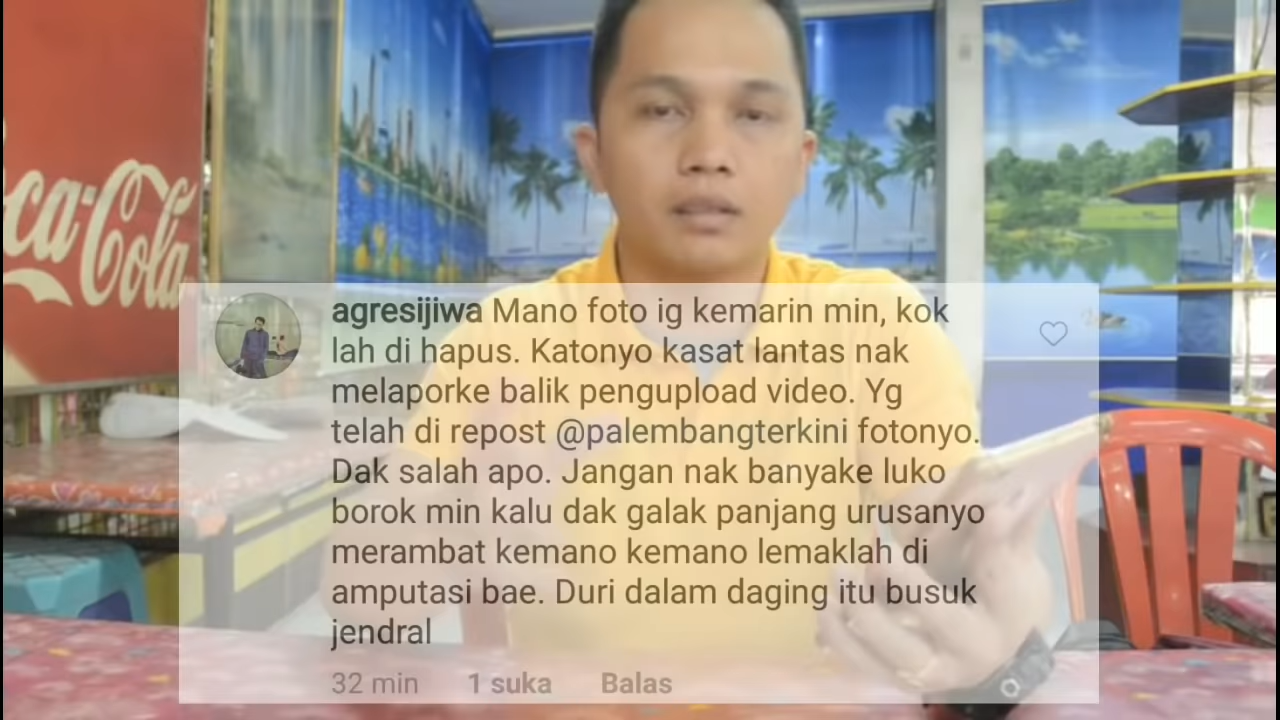 ca-Cola
agresijiwa Mano foto ig kemarin min, kok
lah di hapus. Katonyo kasat lantas nak
melaporke balik pengupload video. Yg
telah di repost @palembangterkini fotonyo.
Dak salah apo. Jangan nak banyake luko
borok min kalu dak galak panjang urusanyo
merambat kemano kemano lemaklah di
amputasi bae. Duri dalam daging itu busuk
jendral
32 min 1 suka Balas